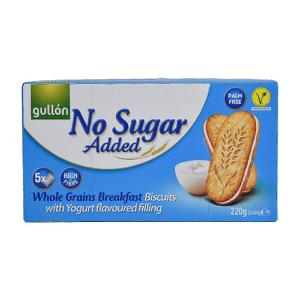 gullón
No Sugar
Added
PALM
FREE
5x
HIGH
FIBRE
Whole Grains Breakfast Biscuits
with Yogurt flavoured filling
220g